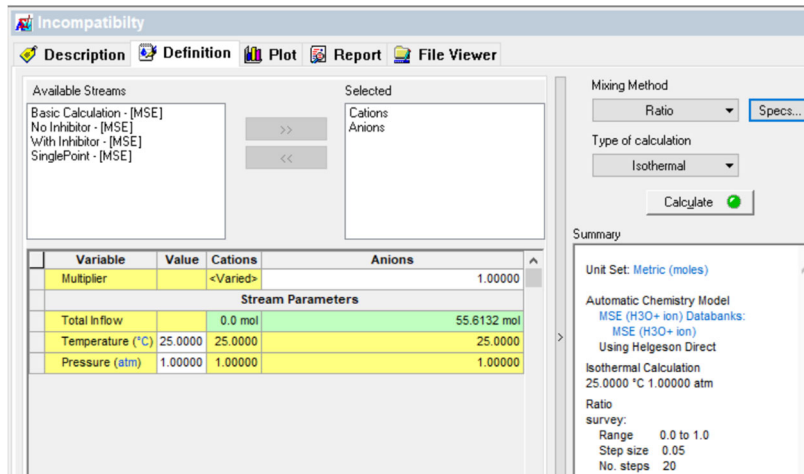 Incompatibilty
Description Definition Plot Report File Viewer
Available Streams Selected
Basic Calculation - [MSE]
No Inhibitor - [MSE]
With Inhibitor - [MSE]
SinglePoint - [MSE]
>>
<<
Cations
Anions
Mixing Method
Ratio Specs...
Type of calculation
Isothermal
Calculate
Variable Value Cations Anions
Multiplier <Varied> 1.00000
Stream Parameters
Total Inflow 0.0 mol 55.6132 mol
Temperature (°C) 25.0000 25.0000 25.0000
Pressure (atm) 1.00000 1.00000 1.00000
>
Summary
Unit Set: Metric (moles)
Automatic Chemistry Model
MSE (H3O+ ion) Databanks:
MSE (H3O+ ion)
Using Helgeson Direct
Isothermal Calculation
25.0000 °C 1.00000 atm
Ratio
survey:
Range 0.0 to 1.0
Step size 0.05
No. steps 20